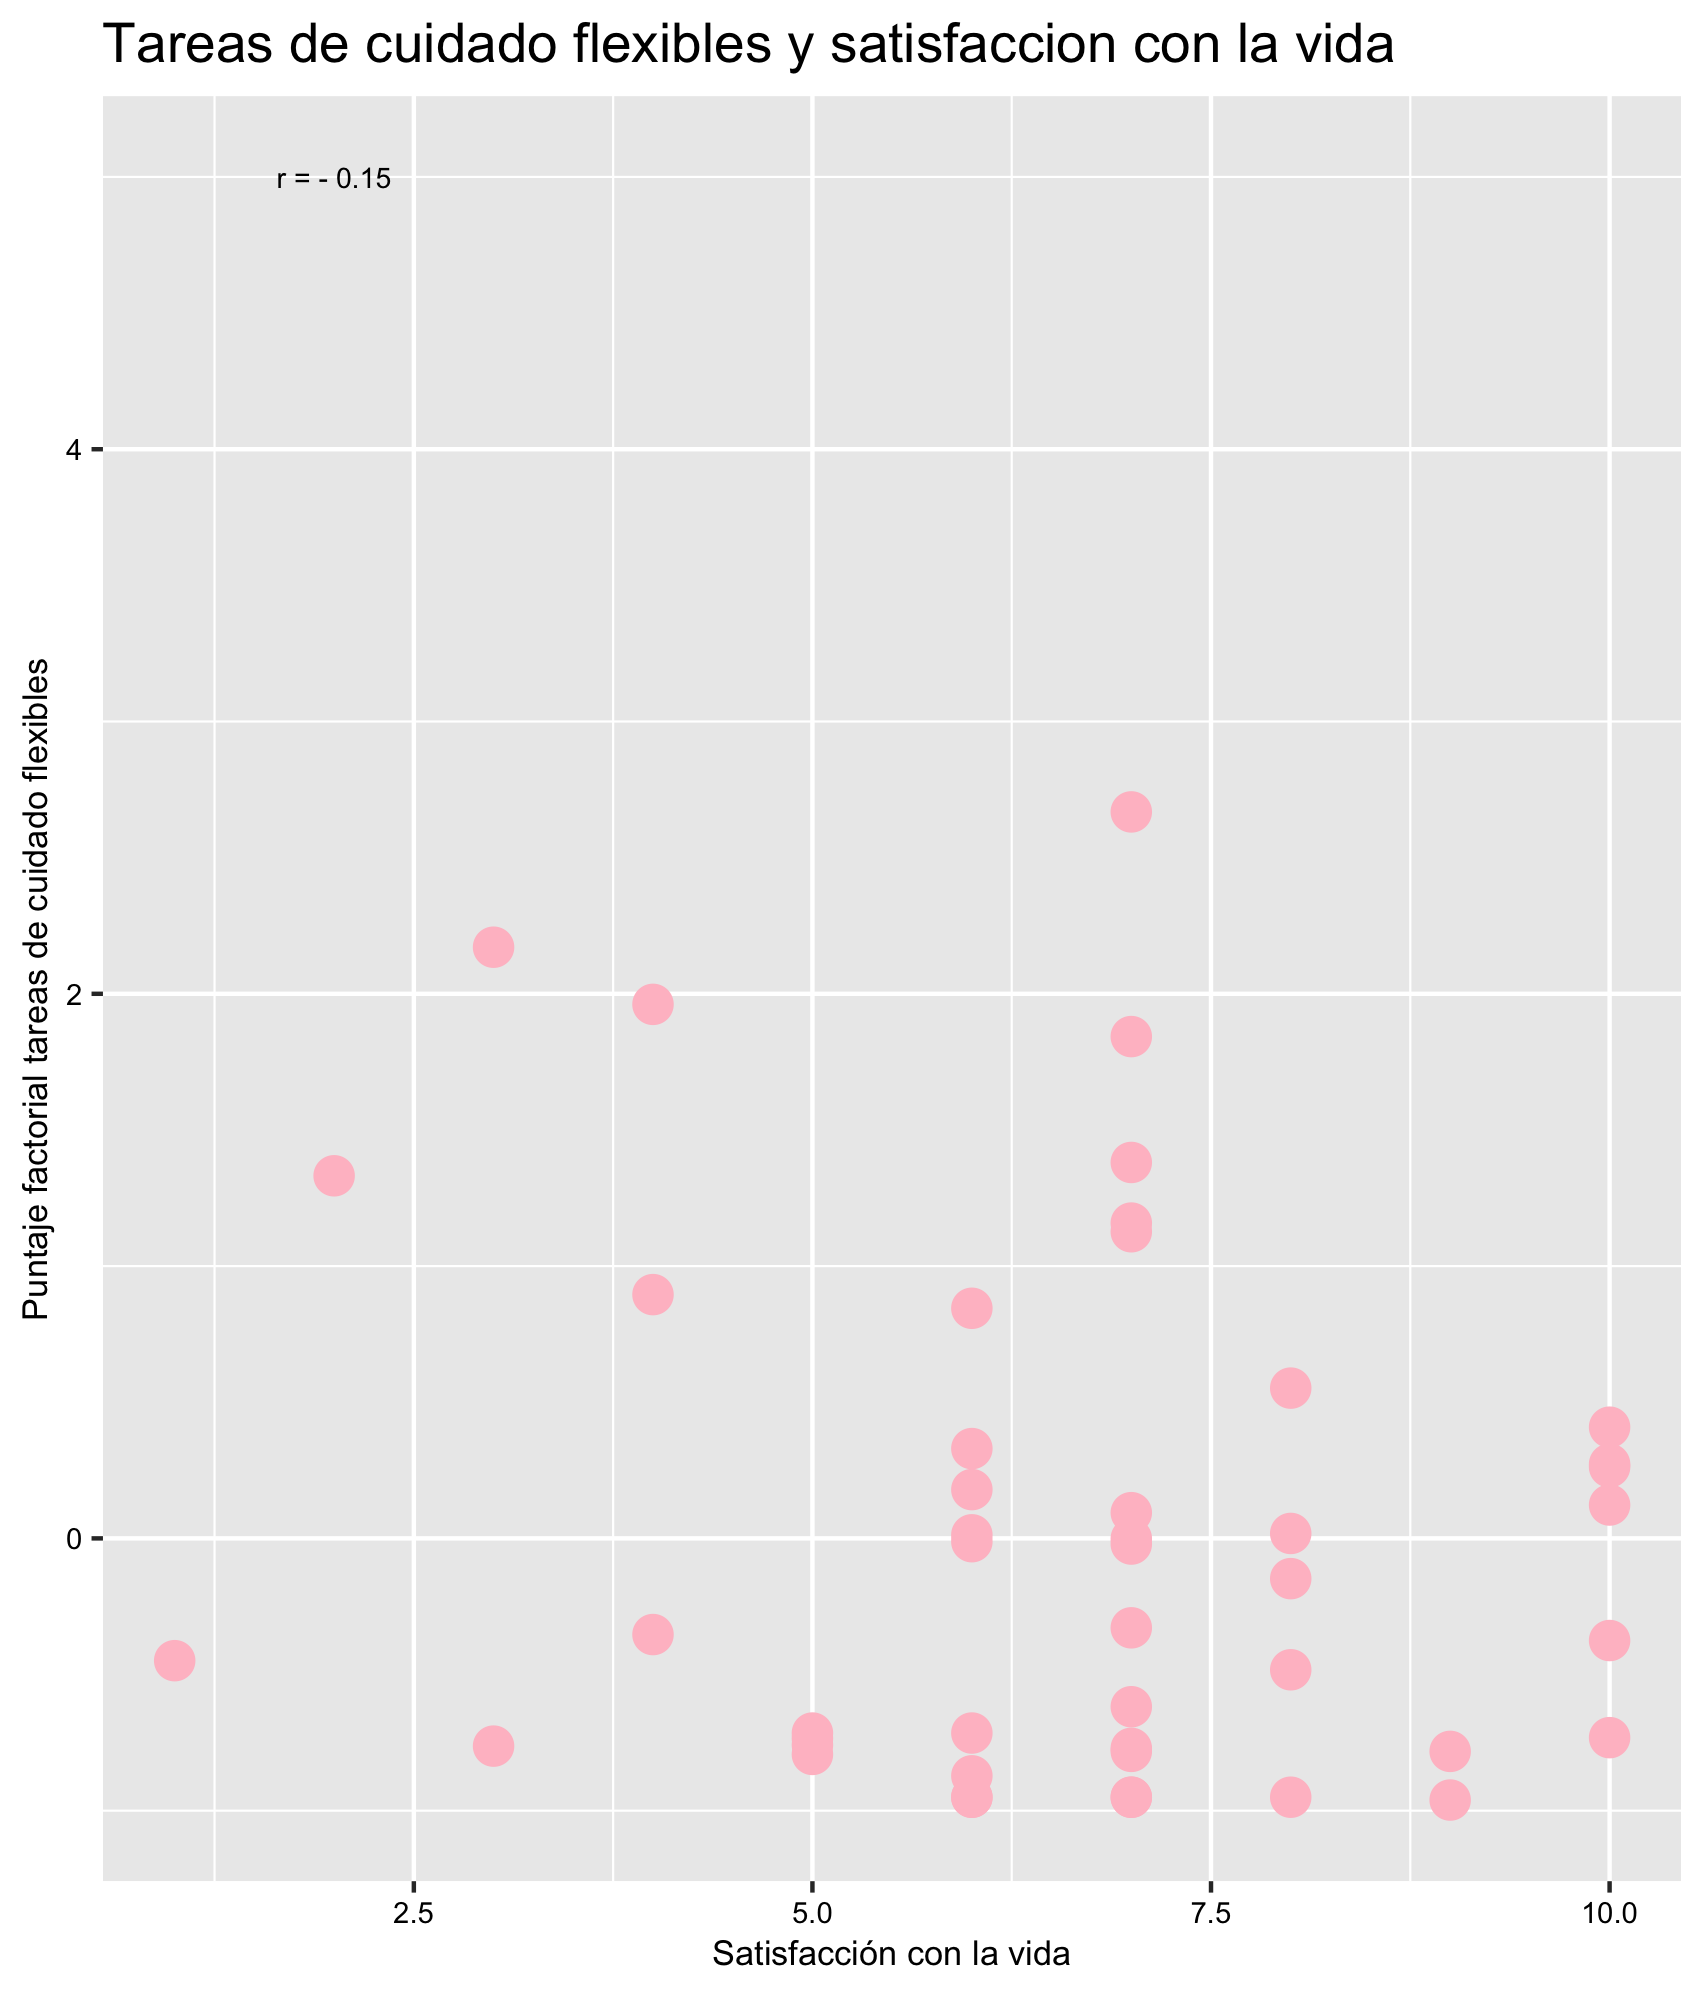 Tareas de cuidado flexibles y satisfaccion con la vida
r = - 0.15
Puntaje factorial tareas de cuidado flexibles
4
2
0
2.5
5.0
7.5
10.0
Satisfacción con la vida